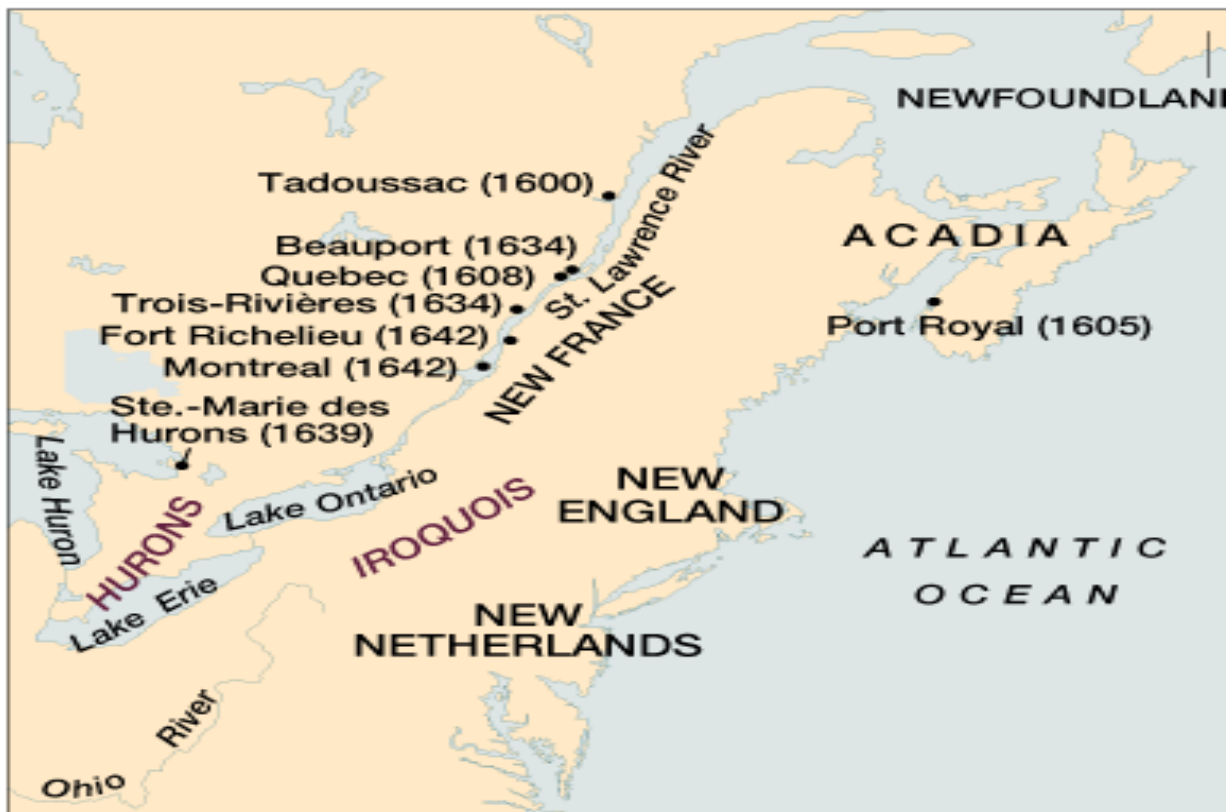 NEWFOUNDLAND
Tadoussac (1600)
St. Lawrence River
Beauport (1634)
Quebec (1608)
Trois-Rivières (1634)
Fort Richelieu (1642)
Montreal (1642)
NEW FRANCE
ACADIA
Port Royal (1605)
Ste.-Marie des
Hurons (1639)
Lake Huron
HURONS
Lake Ontario
IROQUOIS
NEW
ENGLAND
Lake Erie
ATLANTIC
OCEAN
NEW
NETHERLANDS
Ohio River